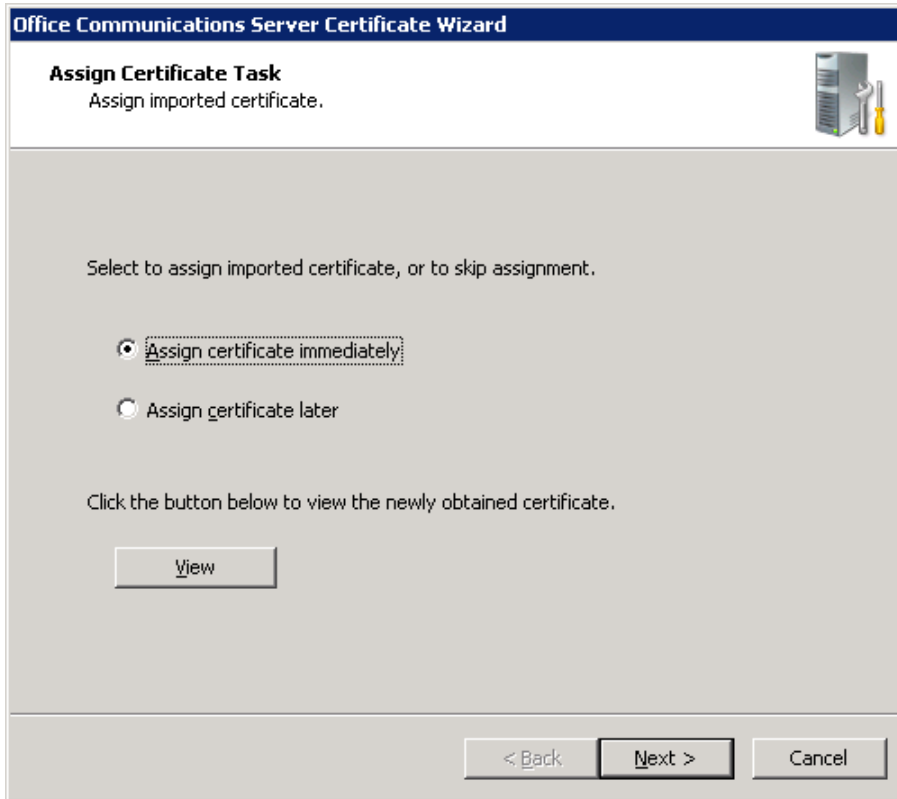 Office Communications Server Certificate Wizard
Assign Certificate Task
Assign imported certificate.
Select to assign imported certificate, or to skip assignment.
Assign certificate immediately
Assign certificate later
Click the button below to view the newly obtained certificate.
View
< Back Next > Cancel